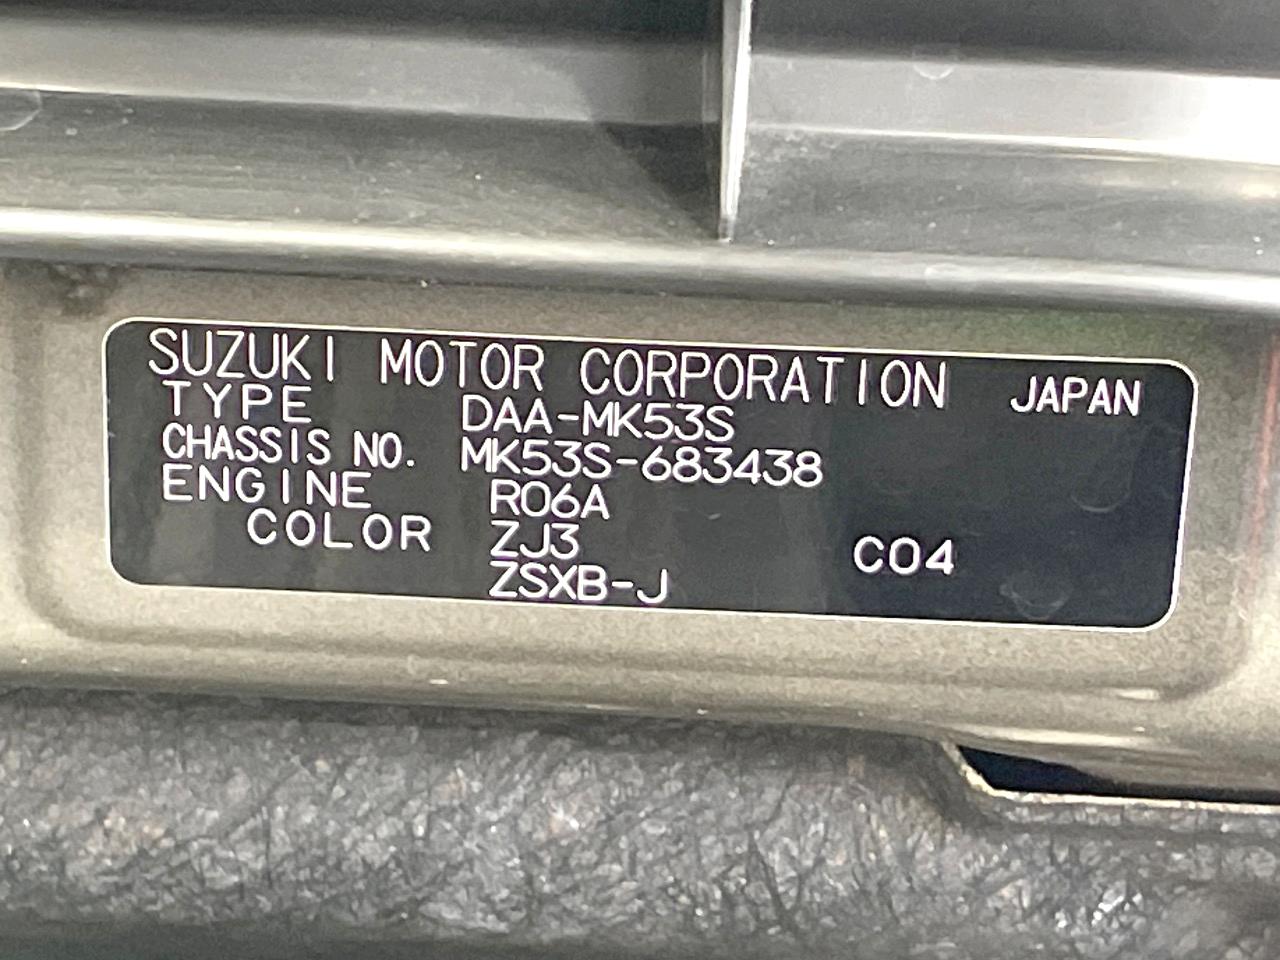 SUZUKI MOTOR CORPORATION JAPAN
TYPE DAA-MK53S
CHASSIS NO. MK53S-683438
ENGINE R06A
COLOR ZJ3 C04
ZSXB-J